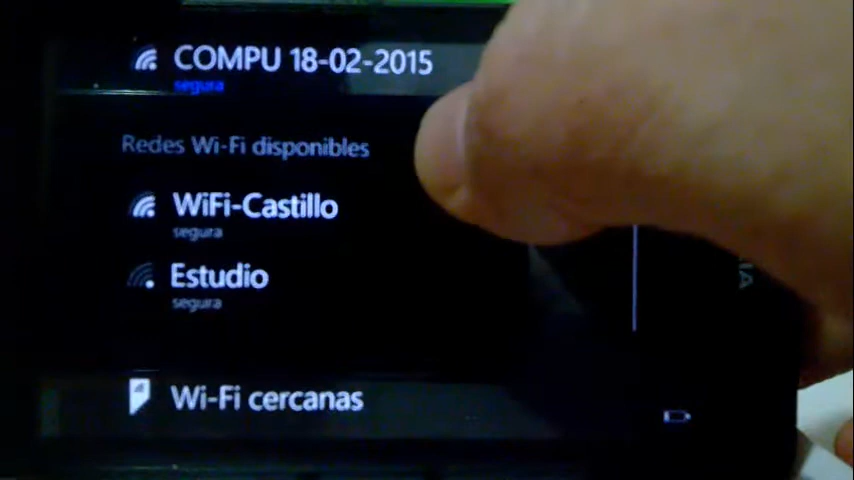 COMPU 18-02-2015
segura
Redes Wi-Fi disponibles
WiFi-Castillo
segura
Estudio
segura
Wi-Fi cercanas